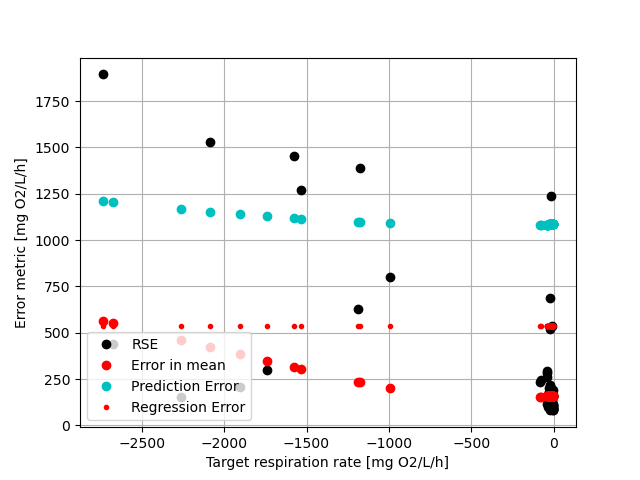 1750
1500
1250
1000
750
500
250
0
Error metric [mg O2/L/h]
RSE
Error in mean
Prediction Error
Regression Error
−2500 −2000 −1500 −1000 −500 0
Target respiration rate [mg O2/L/h]